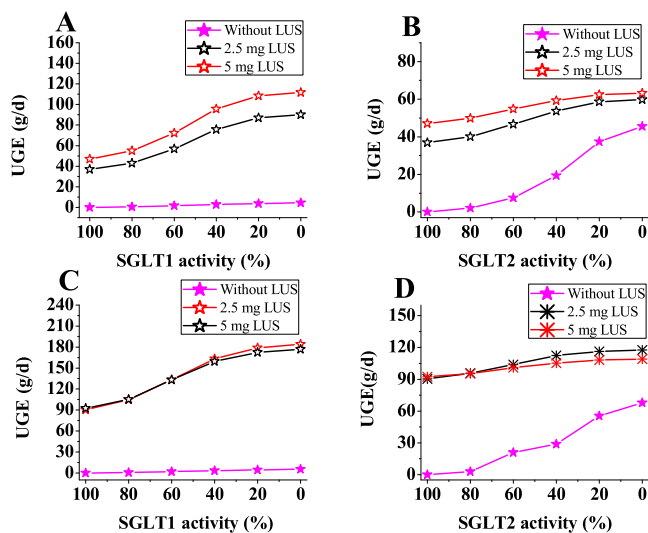 A
Without LUS
2.5 mg LUS
5 mg LUS
UGE (g/d)
160
140
120
100
80
60
40
20
0
100 80 60 40 20 0
SGLT1 activity (%)
B
Without LUS
2.5 mg LUS
5 mg LUS
UGE (g/d)
80
60
40
20
0
100 80 60 40 20 0
SGLT2 activity (%)
C
Without LUS
2.5 mg LUS
5 mg LUS
UGE (g/d)
240
210
180
150
120
90
60
30
0
100 80 60 40 20 0
SGLT1 activity (%)
D
Without LUS
2.5 mg LUS
5 mg LUS
UGE(g/d)
150
120
90
60
30
0
100 80 60 40 20 0
SGLT2 activity (%)